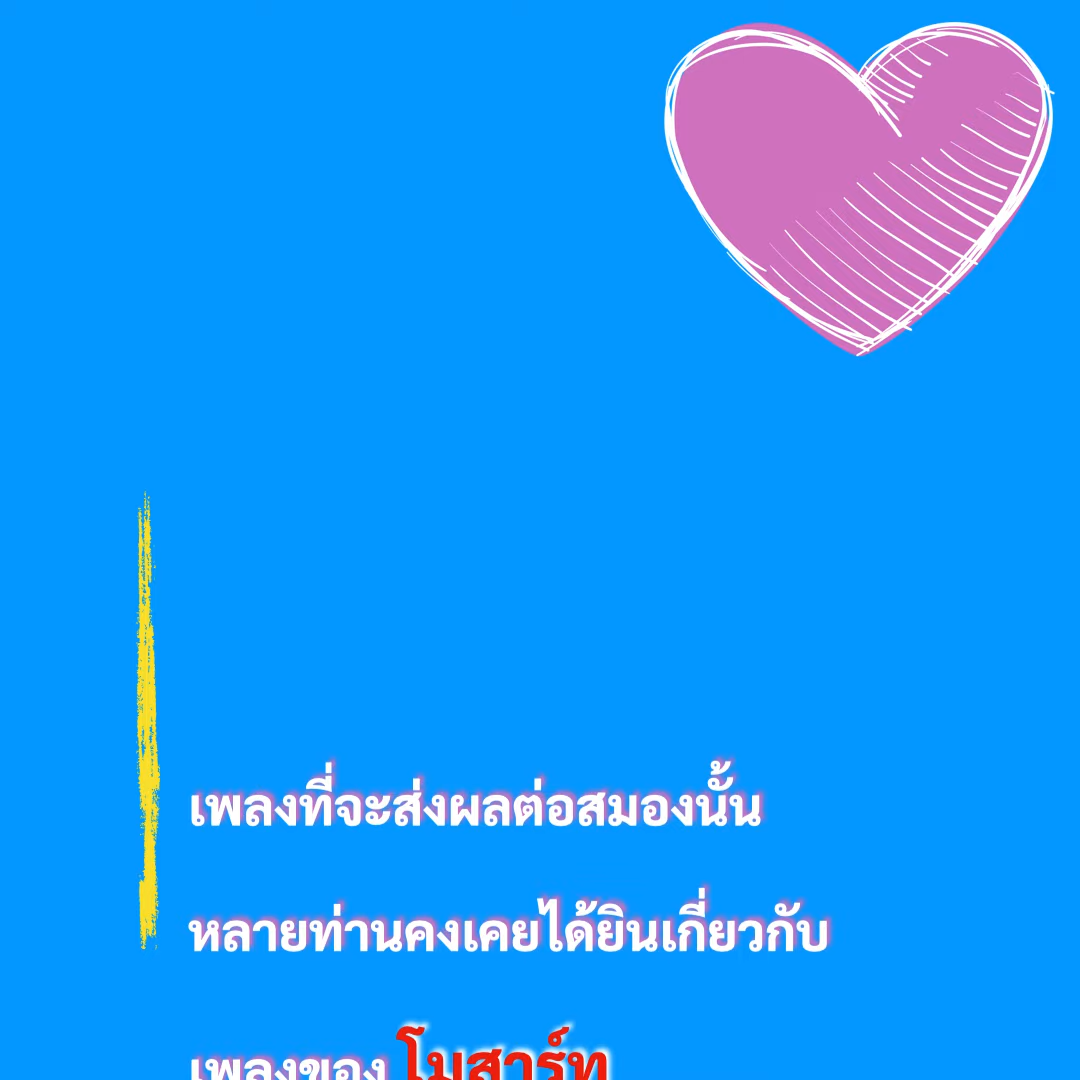 เพลงที่จะส่งผลต่อสมองนั้น
หลายท่านคงเคยได้ยินเกี่ยวกับ
เพลงของ โมสาร์ท